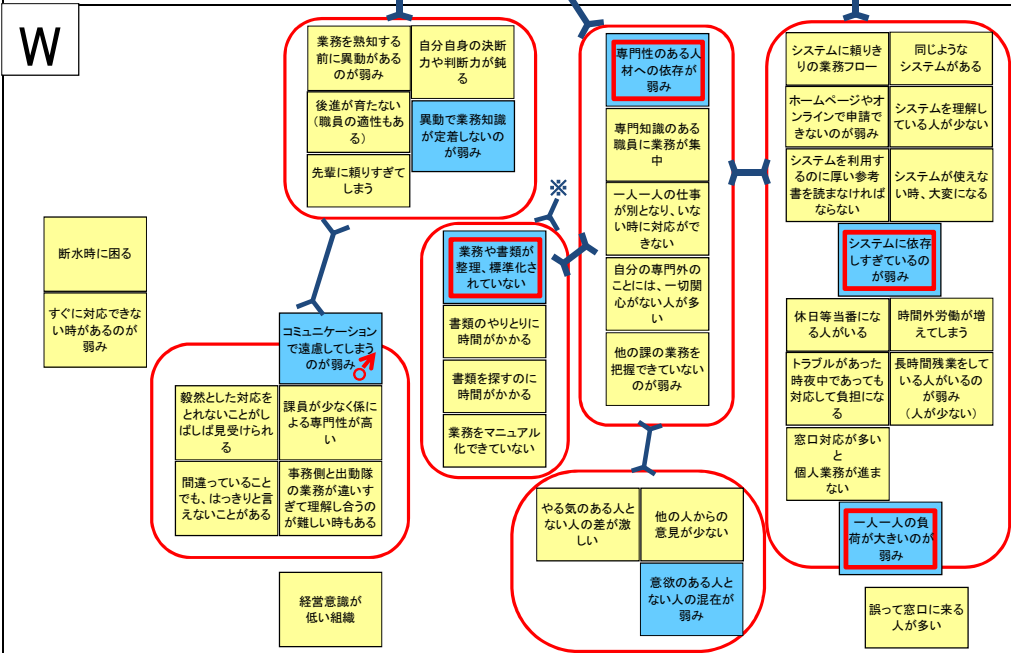 W
業務を熟知する
前に異動がある
のが弱み
自分自身の決断
力や判断力が鈍
る
後進が育たない
（職員の適性もあ
る）
異動で業務知識
が定着しないの
が弱み
先輩に頼りすぎて
しまう
断水時に困る
すぐに対応できな
い時があるのが
弱み
コミュニケーション
で遠慮してしまう
のが弱み
毅然とした対応を
とれないことがし
ばしば見受けられ
る
課員が少なく係に
よる専門性が高
い
間違っていること
でも、はっきりと言
えないことがある
事務側と出動隊
の業務が違いす
ぎて理解し合うの
が難しい時もある
経営意識が
低い組織
※
業務や書類が
整理、標準化さ
れていない
書類のやりとりに
時間がかかる
書類を探すのに
時間がかかる
業務をマニュアル
化できていない
専門性のある人
材への依存が
弱み
専門知識のある
職員に業務が集
中
一人一人の仕事
が別となり、いな
い時に対応がで
きない
自分の専門外の
ことには、一切関
心がない人が多
い
他の課の業務を
把握できていない
のが弱み
やる気のある人と
ない人の差が激
しい
他の人からの
意見が少ない
意欲のある人と
ない人の混在が
弱み
システムに頼りき
りの業務フロー
同じような
システムがある
ホームページやオ
ンラインで申請で
きないのが弱み
システムを理解し
ている人が少ない
システムを利用す
るのに厚い参考
書を読まなければ
ならない
システムが使えな
い時、大変になる
システムに依存
しすぎているの
が弱み
休日等当番にな
る人がいる
時間外労働が増
えてしまう
トラブルがあった
時夜中であっても
対応して負担にな
る
長時間残業をして
いる人がいるの
が弱み
（人が少ない）
窓口対応が多い
と
個人業務が進ま
ない
一人一人の負
荷が大きいのが
弱み
誤って窓口に来る
人が多い